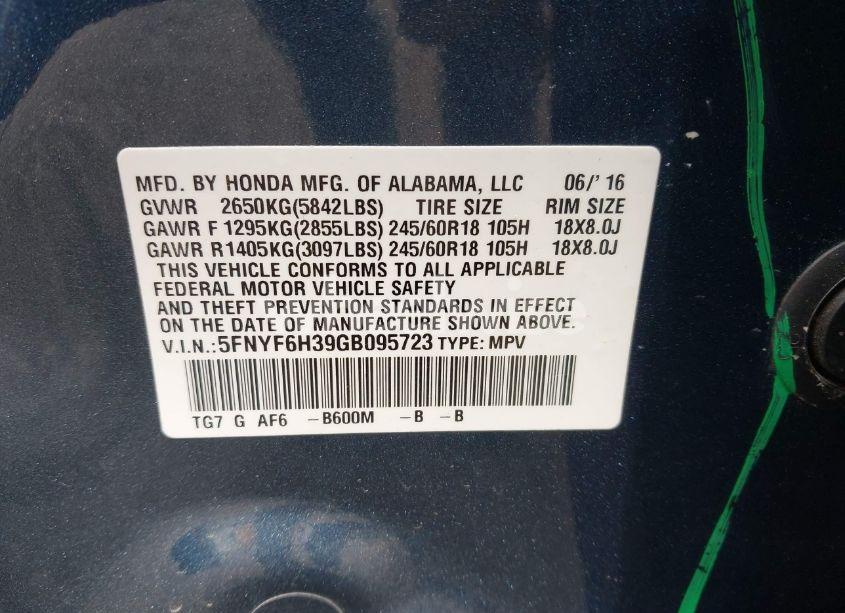 MFD. BY HONDA MFG. OF ALABAMA, LLC 06/' 16
GVWR 2650KG(5842LBS) TIRE SIZE RIM SIZE
GAWR F 1295KG(2855LBS) 245/60R18 105H 18X8.0J
GAWR R 1405KG(3097LBS) 245/60R18 105H 18X8.0J
THIS VEHICLE CONFORMS TO ALL APPLICABLE
FEDERAL MOTOR VEHICLE SAFETY
AND THEFT PREVENTION STANDARDS IN EFFECT
ON THE DATE OF MANUFACTURE SHOWN ABOVE.
V.I.N.:5FNYF6H39GB095723 TYPE: MPV
TG7 G AF6 -B600M -B -B